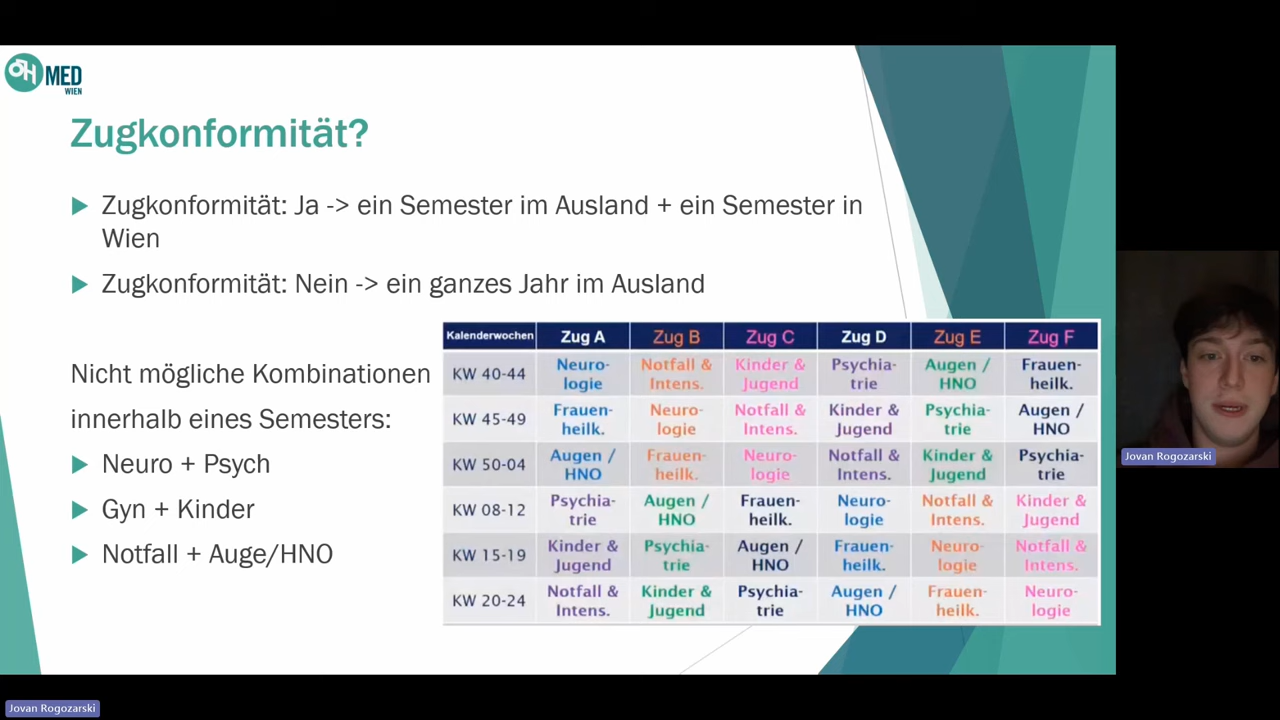 ÖH MED
WIEN
Zugkonformität?
Zugkonformität: Ja -> ein Semester im Ausland + ein Semester in
Wien
Zugkonformität: Nein -> ein ganzes Jahr im Ausland
Nicht mögliche Kombinationen
innerhalb eines Semesters:
Neuro + Psych
Gyn + Kinder
Notfall + Auge/HNO
Kalenderwochen Zug A Zug B Zug C Zug D Zug E Zug F
KW 40-44 Neuro- Notfall & Kinder & Psychia- Augen / Frauen-
logie Intens. Jugend trie HNO heilk.
KW 45-49 Frauen- Neuro- Notfall & Kinder & Psychia- Augen /
heilk. logie Intens. Jugend trie HNO
KW 50-04 Augen / Frauen- Neuro- Notfall & Kinder & Psychia-
HNO heilk. logie Intens. Jugend trie
KW 08-12 Psychia- Augen / Frauen- Neuro- Notfall & Kinder &
trie HNO heilk. logie Intens. Jugend
KW 15-19 Kinder & Psychia- Augen / Frauen- Neuro- Notfall &
Jugend trie HNO heilk. logie Intens.
KW 20-24 Notfall & Kinder & Psychia- Augen / Frauen- Neuro-
Intens. Jugend trie HNO heilk. logie
Jovan Rogozarski
Jovan Rogozarski